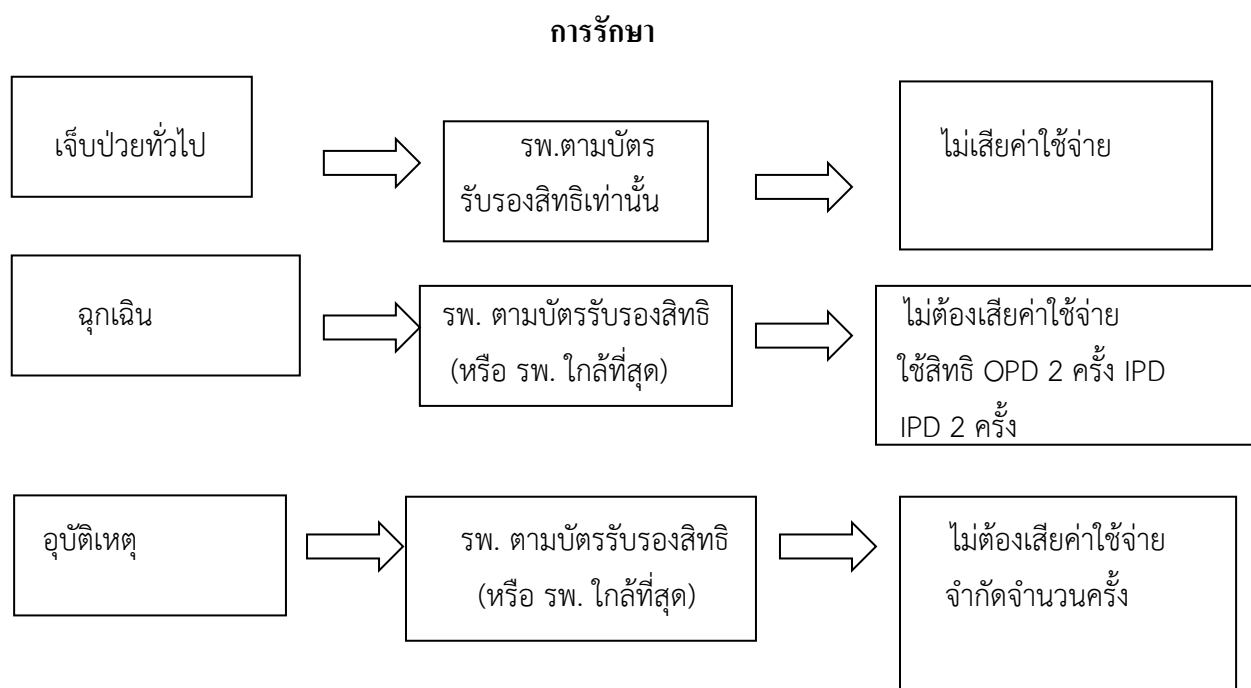 การรักษา
เจ็บป่วยทั่วไป
รพ.ตามบัตร
รับรองสิทธิเท่านั้น
ไม่เสียค่าใช้จ่าย
ฉุกเฉิน
รพ. ตามบัตรรับรองสิทธิ
(หรือ รพ. ใกล้ที่สุด)
ไม่ต้องเสียค่าใช้จ่าย
ใช้สิทธิ OPD 2 ครั้ง IPD
IPD 2 ครั้ง
อุบัติเหตุ
รพ. ตามบัตรรับรองสิทธิ
(หรือ รพ. ใกล้ที่สุด)
ไม่ต้องเสียค่าใช้จ่าย
จำกัดจำนวนครั้ง